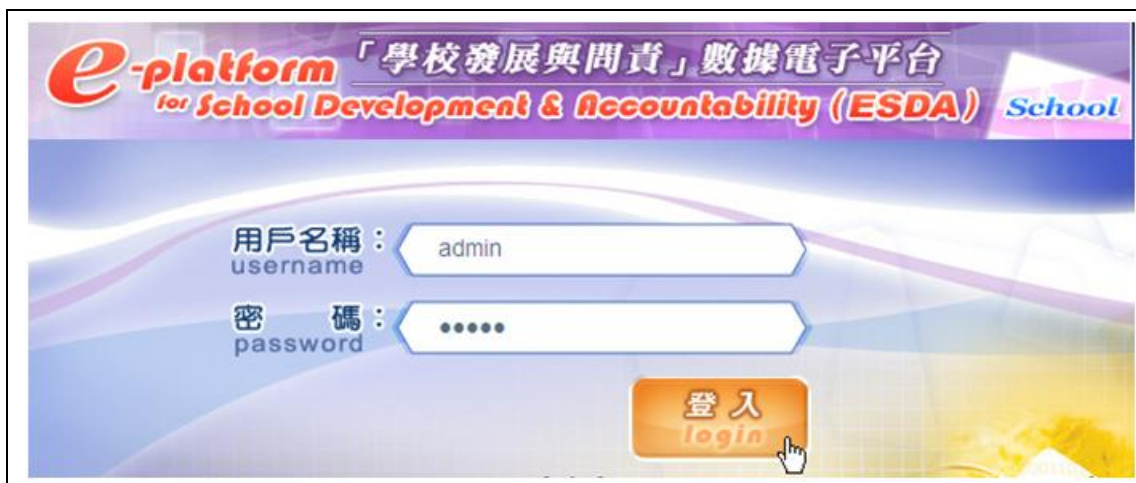 e-platform「學校發展與問責」數據電子平台
for School Development & Accountability (ESDA) School
用戶名稱： admin
username
密 碼： •••••
password
登入
login